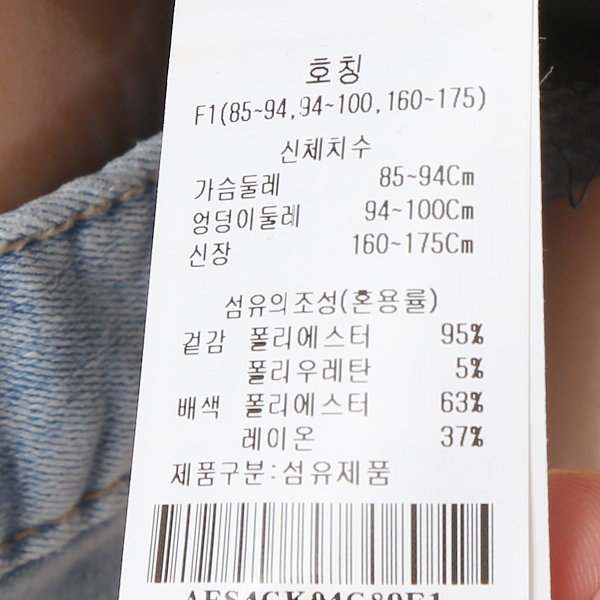 호칭
F1(85~94,94~100,160~175)
신체치수
가슴둘레 85~94Cm
엉덩이둘레 94~100Cm
신장 160~175Cm
섬유의조성(혼용률)
겉감 폴리에스터 95%
폴리우레탄 5%
배색 폴리에스터 63%
레이온 37%
제품구분:섬유제품